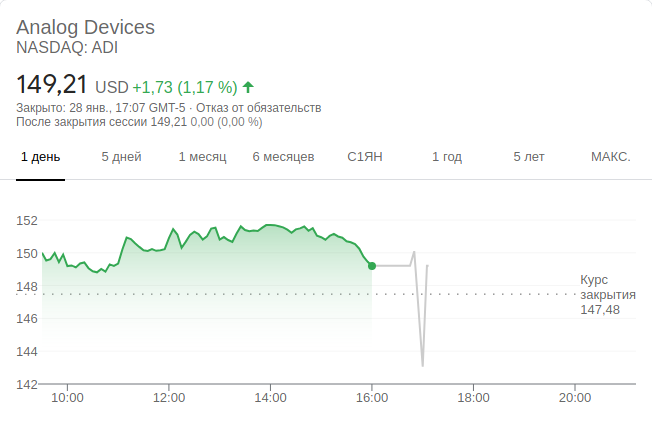 Analog Devices
NASDAQ: ADI
149,21 USD +1,73 (1,17 %)
Закрыто: 28 янв., 17:07 GMT-5 · Отказ от обязательств
После закрытия сессии 149,21 0,00 (0,00 %)
1 день 5 дней 1 месяц 6 месяцев С1ЯН 1 год 5 лет МАКС.
152
150
148
146
144
142
Курс
закрытия
147,48
10:00 12:00 14:00 16:00 18:00 20:00